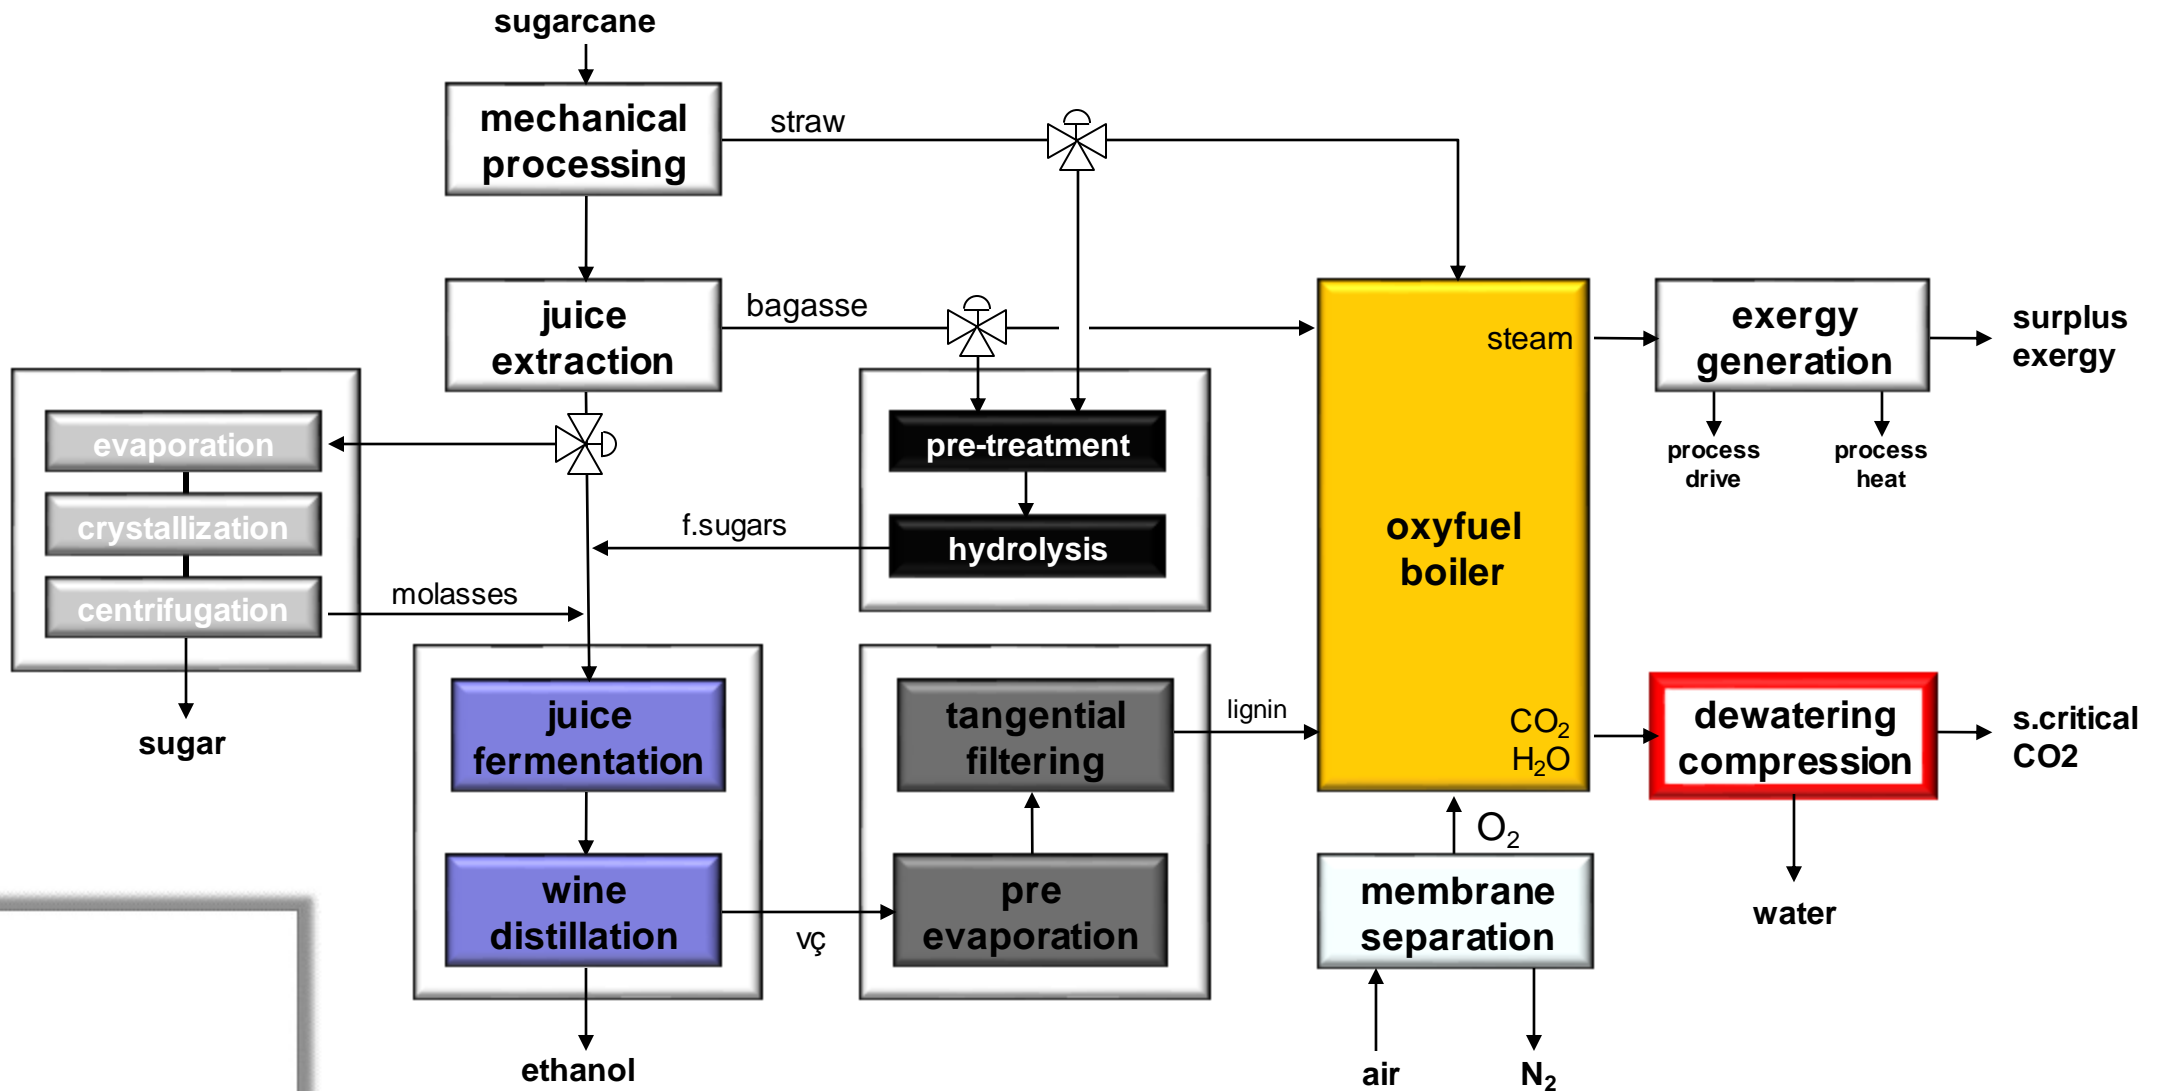 sugarcane
mechanical
processing
straw
juice
extraction
bagasse
steam
exergy
generation
surplus
exergy
process
drive
process
heat
evaporation
crystallization
centrifugation
pre-treatment
hydrolysis
f.sugars
molasses
oxyfuel
boiler
sugar
juice
fermentation
tangential
filtering
lignin
CO₂
H₂O
dewatering
compression
s.critical
CO2
wine
distillation
vç
pre
evaporation
O₂
membrane
separation
water
ethanol
air
N₂